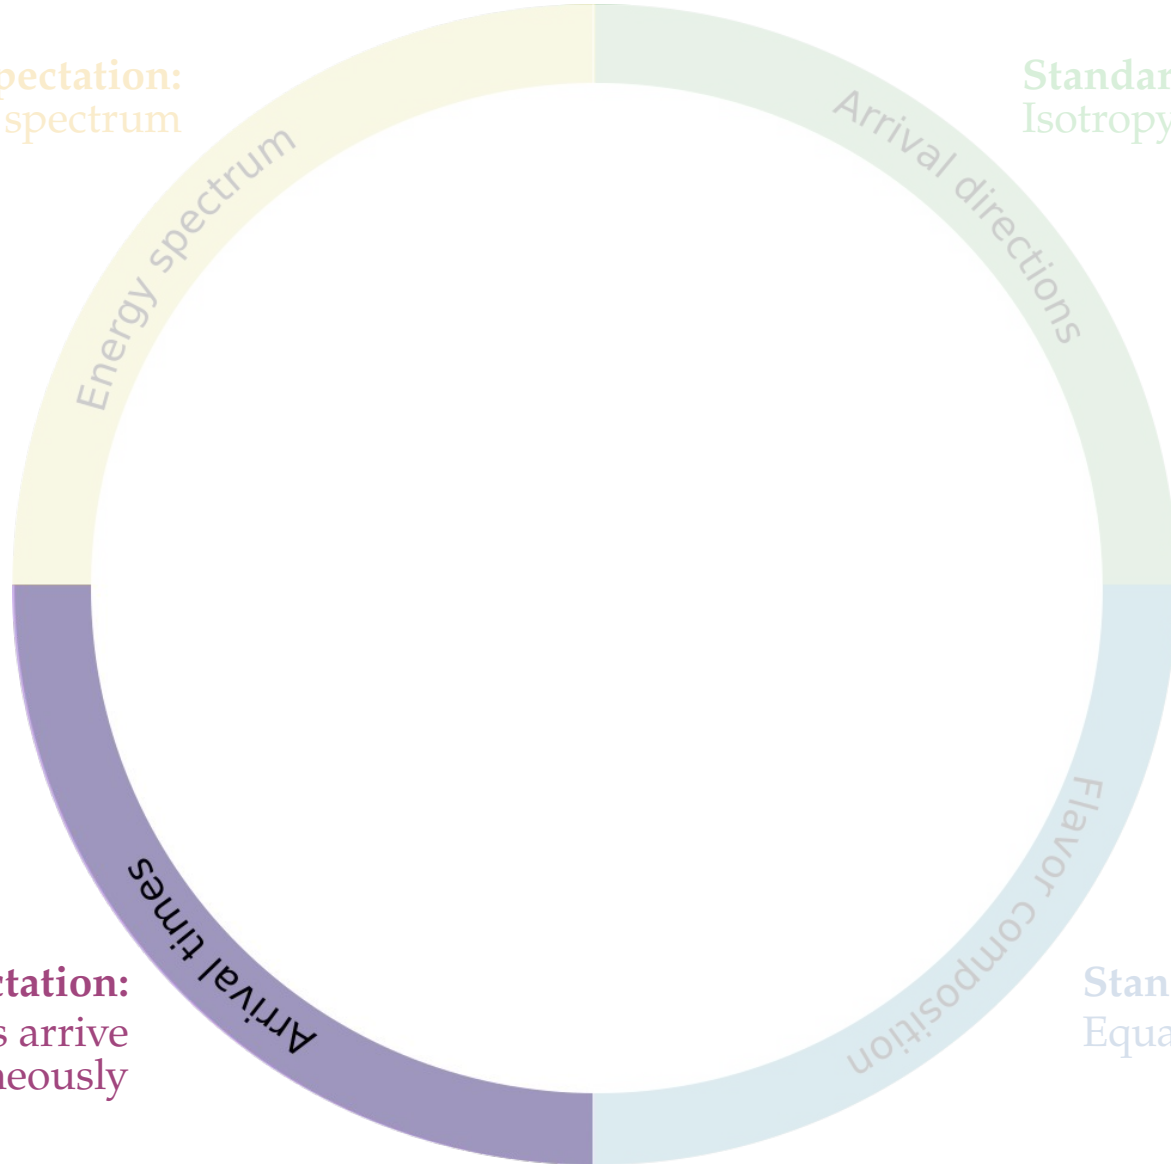 pectation:
spectrum
Standar
Isotropy
Energy spectrum
Arrival directions
Arrival times
Flavor composition
ctation:
s arrive
neously
Stan
Equa